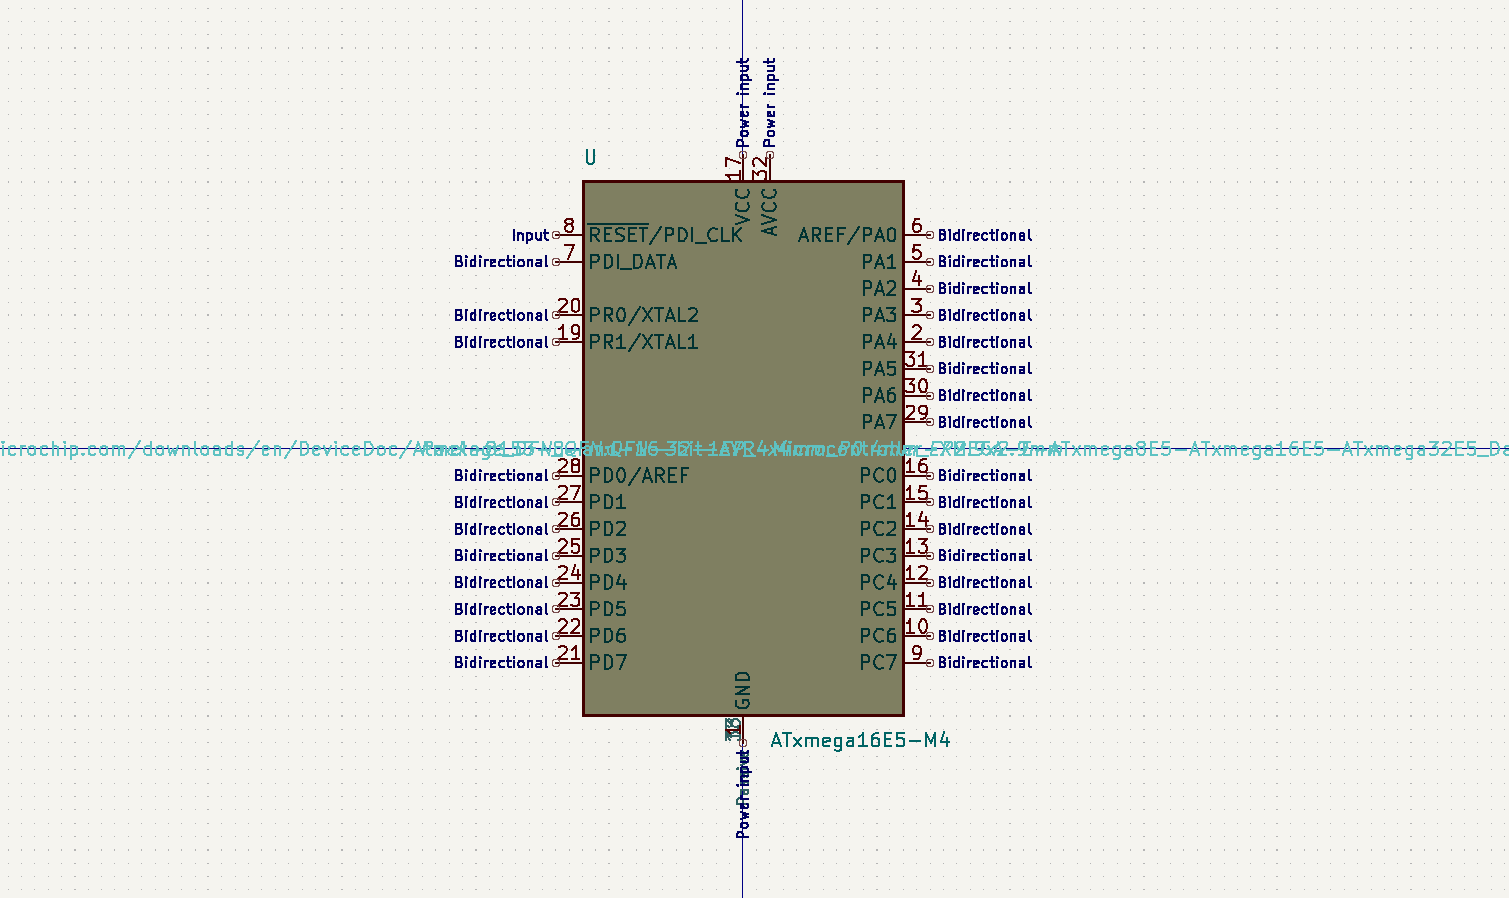 Power input
Power input
U
17
32
VCC
AVCC
Input 8 RESET/PDI_CLK
AREF/PA0 6 Bidirectional
Bidirectional 7 PDI_DATA
PA1 5 Bidirectional
PA2 4 Bidirectional
Bidirectional 20 PR0/XTAL2
PA3 3 Bidirectional
Bidirectional 19 PR1/XTAL1
PA4 2 Bidirectional
PA5 31 Bidirectional
PA6 30 Bidirectional
PA7 29 Bidirectional
icrochip.com/downloads/en/DeviceDoc/
ATxmega8E5-ATxmega16E5-ATxmega32E5_Da
Bidirectional 28 PD0/AREF
PC0 16 Bidirectional
Bidirectional 27 PD1
PC1 15 Bidirectional
Bidirectional 26 PD2
PC2 14 Bidirectional
Bidirectional 25 PD3
PC3 13 Bidirectional
Bidirectional 24 PD4
PC4 12 Bidirectional
Bidirectional 23 PD5
PC5 11 Bidirectional
Bidirectional 22 PD6
PC6 10 Bidirectional
Bidirectional 21 PD7
PC7 9 Bidirectional
GND
ATxmega16E5-M4
Power input